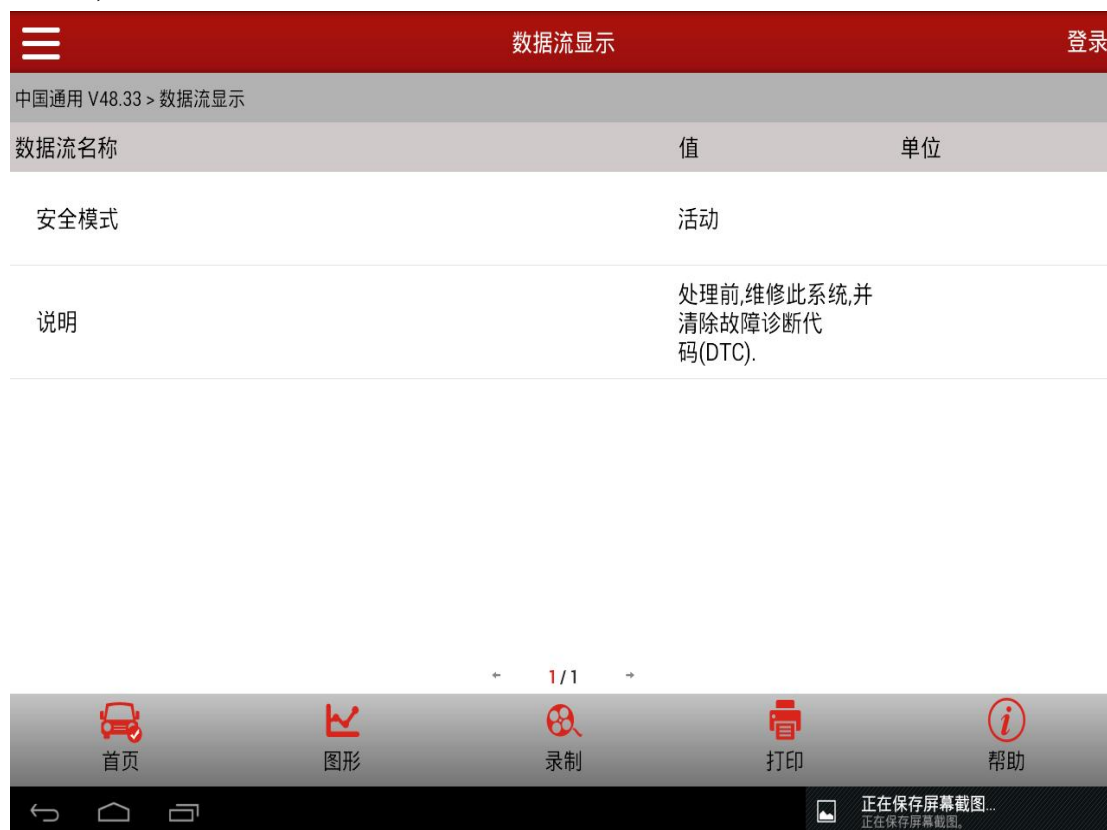 数据流显示
登录
中国通用 V48.33 > 数据流显示
数据流名称 值 单位
安全模式 活动
说明 处理前,维修此系统,并
清除故障诊断代
码(DTC).
1 / 1
首页 图形 录制 打印 帮助
正在保存屏幕截图...
正在保存屏幕截图。